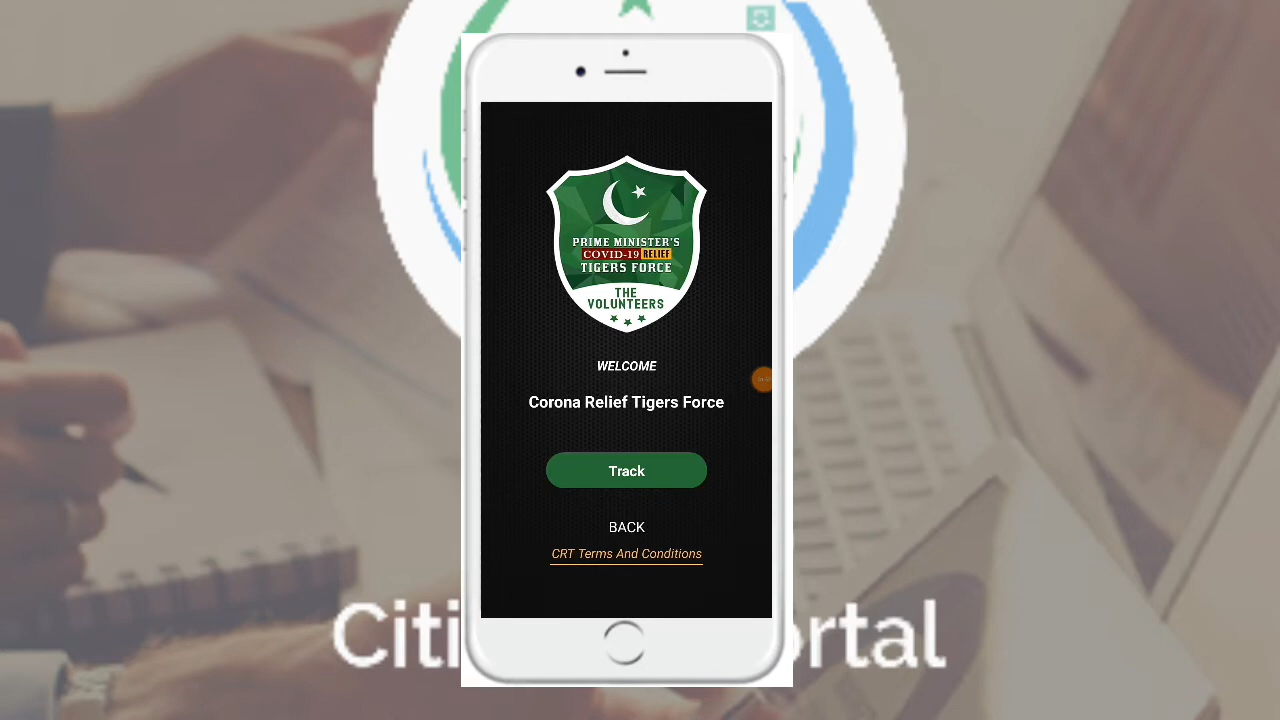 PRIME MINISTER'S
COVID-19 RELIEF
TIGERS FORCE
THE
VOLUNTEERS
WELCOME
Corona Relief Tigers Force
Track
BACK
CRT Terms And Conditions
Citi
ortal